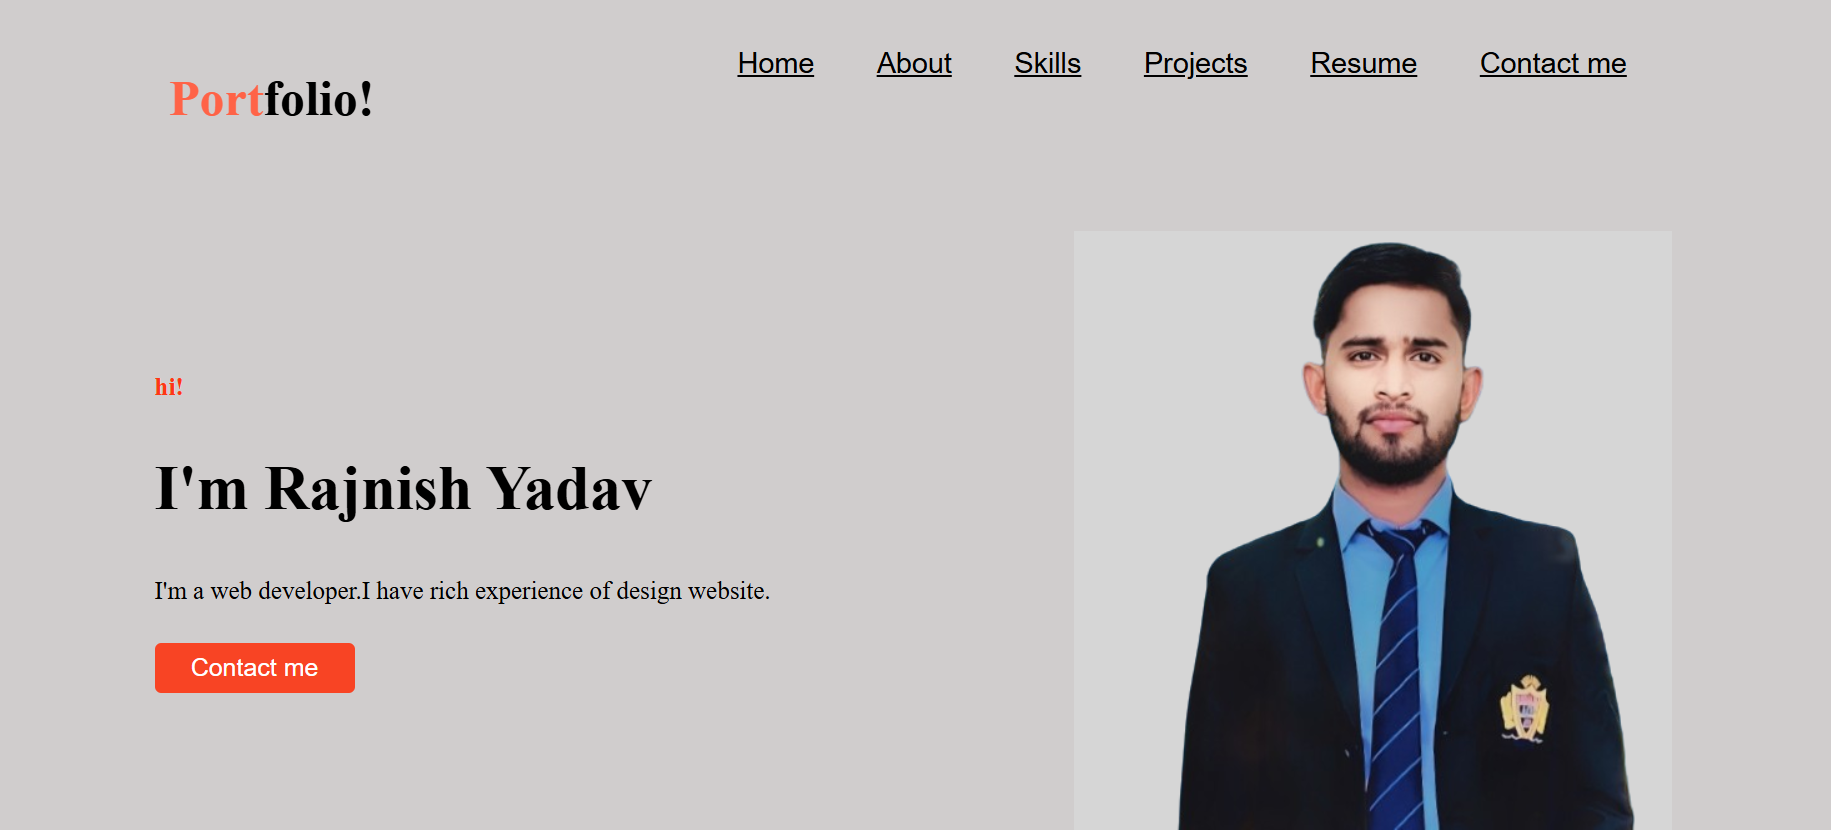 Home About Skills Projects Resume Contact me
Portfolio!
hi!
I'm Rajnish Yadav
I'm a web developer.I have rich experience of design website.
Contact me